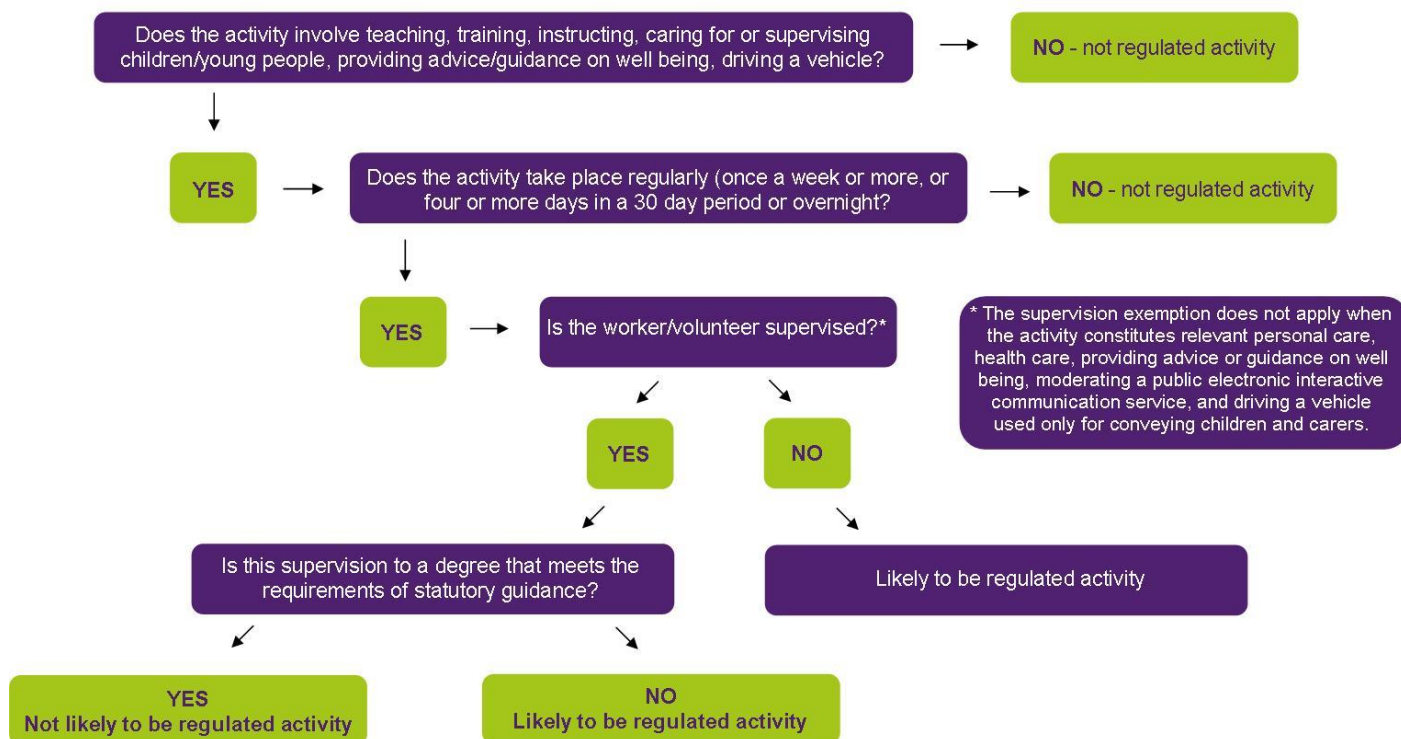 Does the activity involve teaching, training, instructing, caring for or supervising
children/young people, providing advice/guidance on well being, driving a vehicle?
NO - not regulated activity
YES
Does the activity take place regularly (once a week or more, or
four or more days in a 30 day period or overnight?
NO - not regulated activity
YES
Is the worker/volunteer supervised?*
* The supervision exemption does not apply when
the activity constitutes relevant personal care,
health care, providing advice or guidance on well
being, moderating a public electronic interactive
communication service, and driving a vehicle
used only for conveying children and carers.
YES
NO
Is this supervision to a degree that meets the
requirements of statutory guidance?
Likely to be regulated activity
YES
Not likely to be regulated activity
NO
Likely to be regulated activity